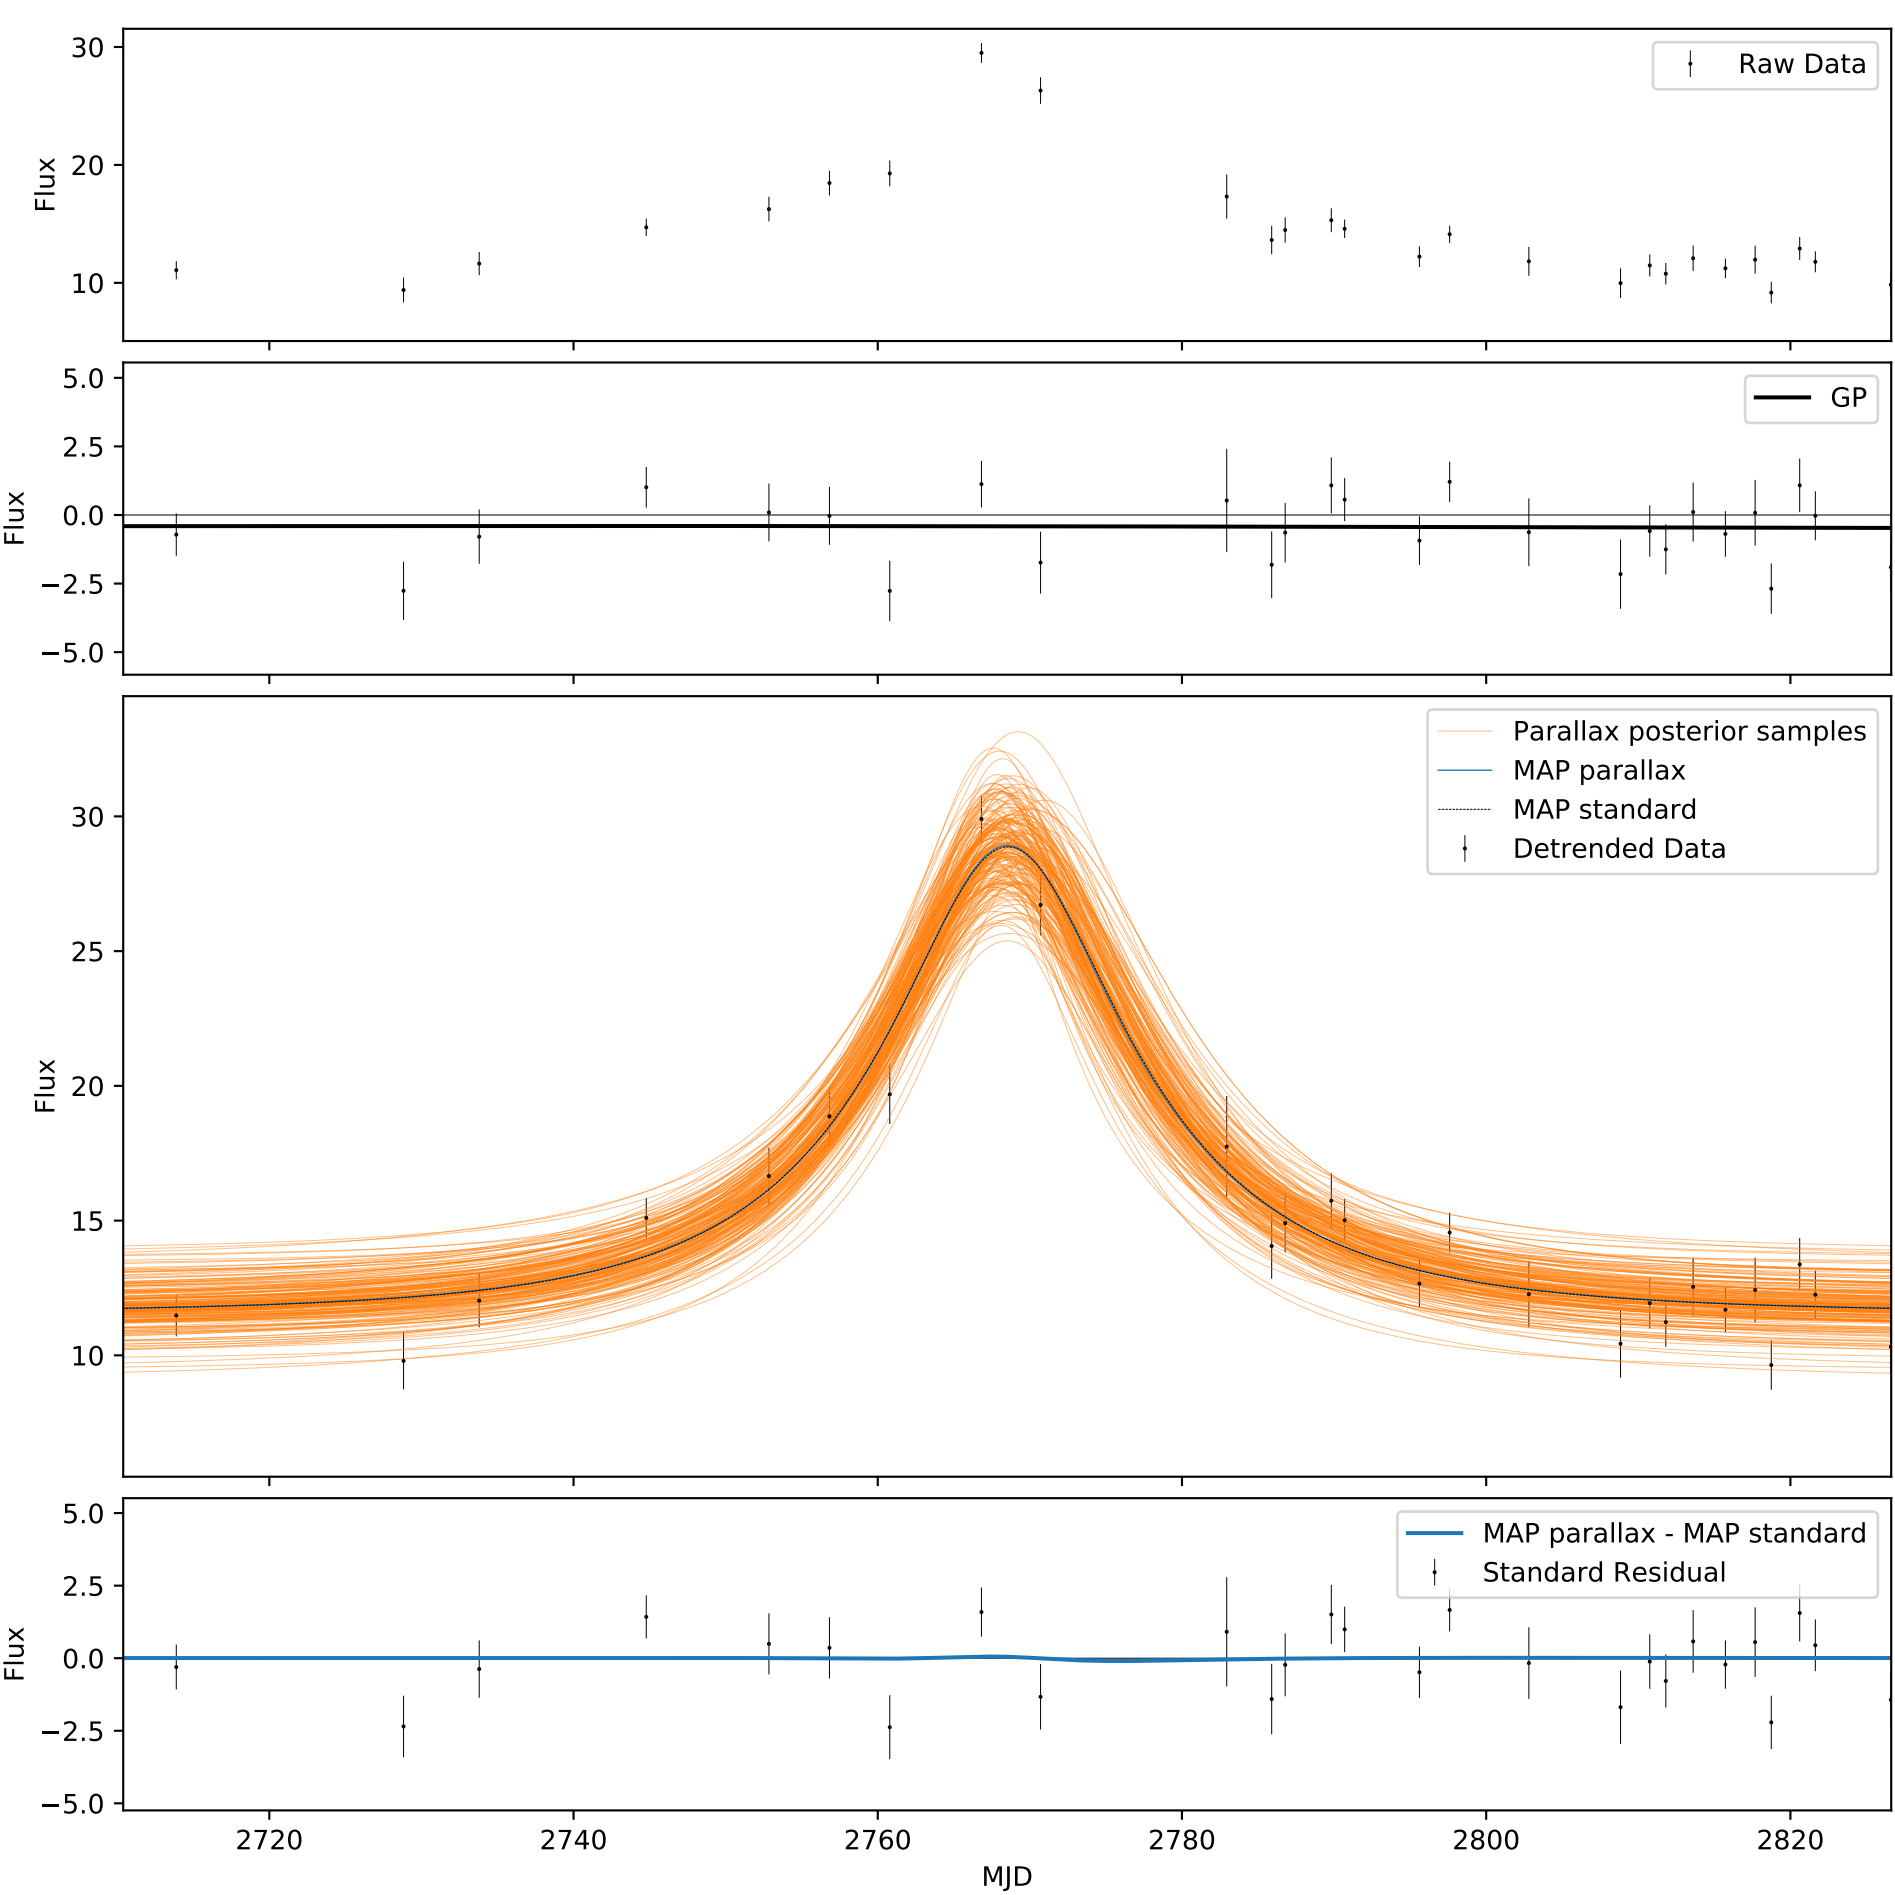 30
20
10
Flux
Raw Data
5.0
2.5
0.0
−2.5
−5.0
Flux
GP
30
25
20
15
10
Flux
Parallax posterior samples
MAP parallax
MAP standard
Detrended Data
5.0
2.5
0.0
−2.5
−5.0
Flux
MAP parallax - MAP standard
Standard Residual
2720 2740 2760 2780 2800 2820
MJD